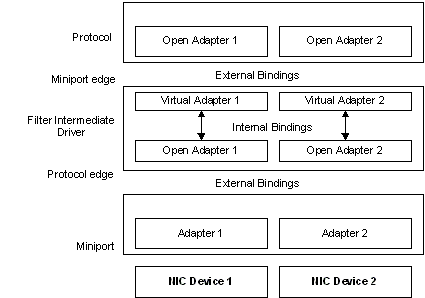 Protocol
Open Adapter 1 Open Adapter 2
Miniport edge
External Bindings
Virtual Adapter 1 Virtual Adapter 2
Filter Intermediate
Driver
Internal Bindings
Open Adapter 1 Open Adapter 2
Protocol edge
External Bindings
Miniport
Adapter 1 Adapter 2
NIC Device 1 NIC Device 2